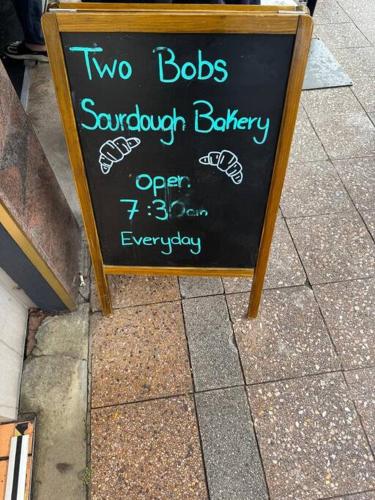 Two Bobs
Sourdough Bakery
Open
7:30am
Everyday